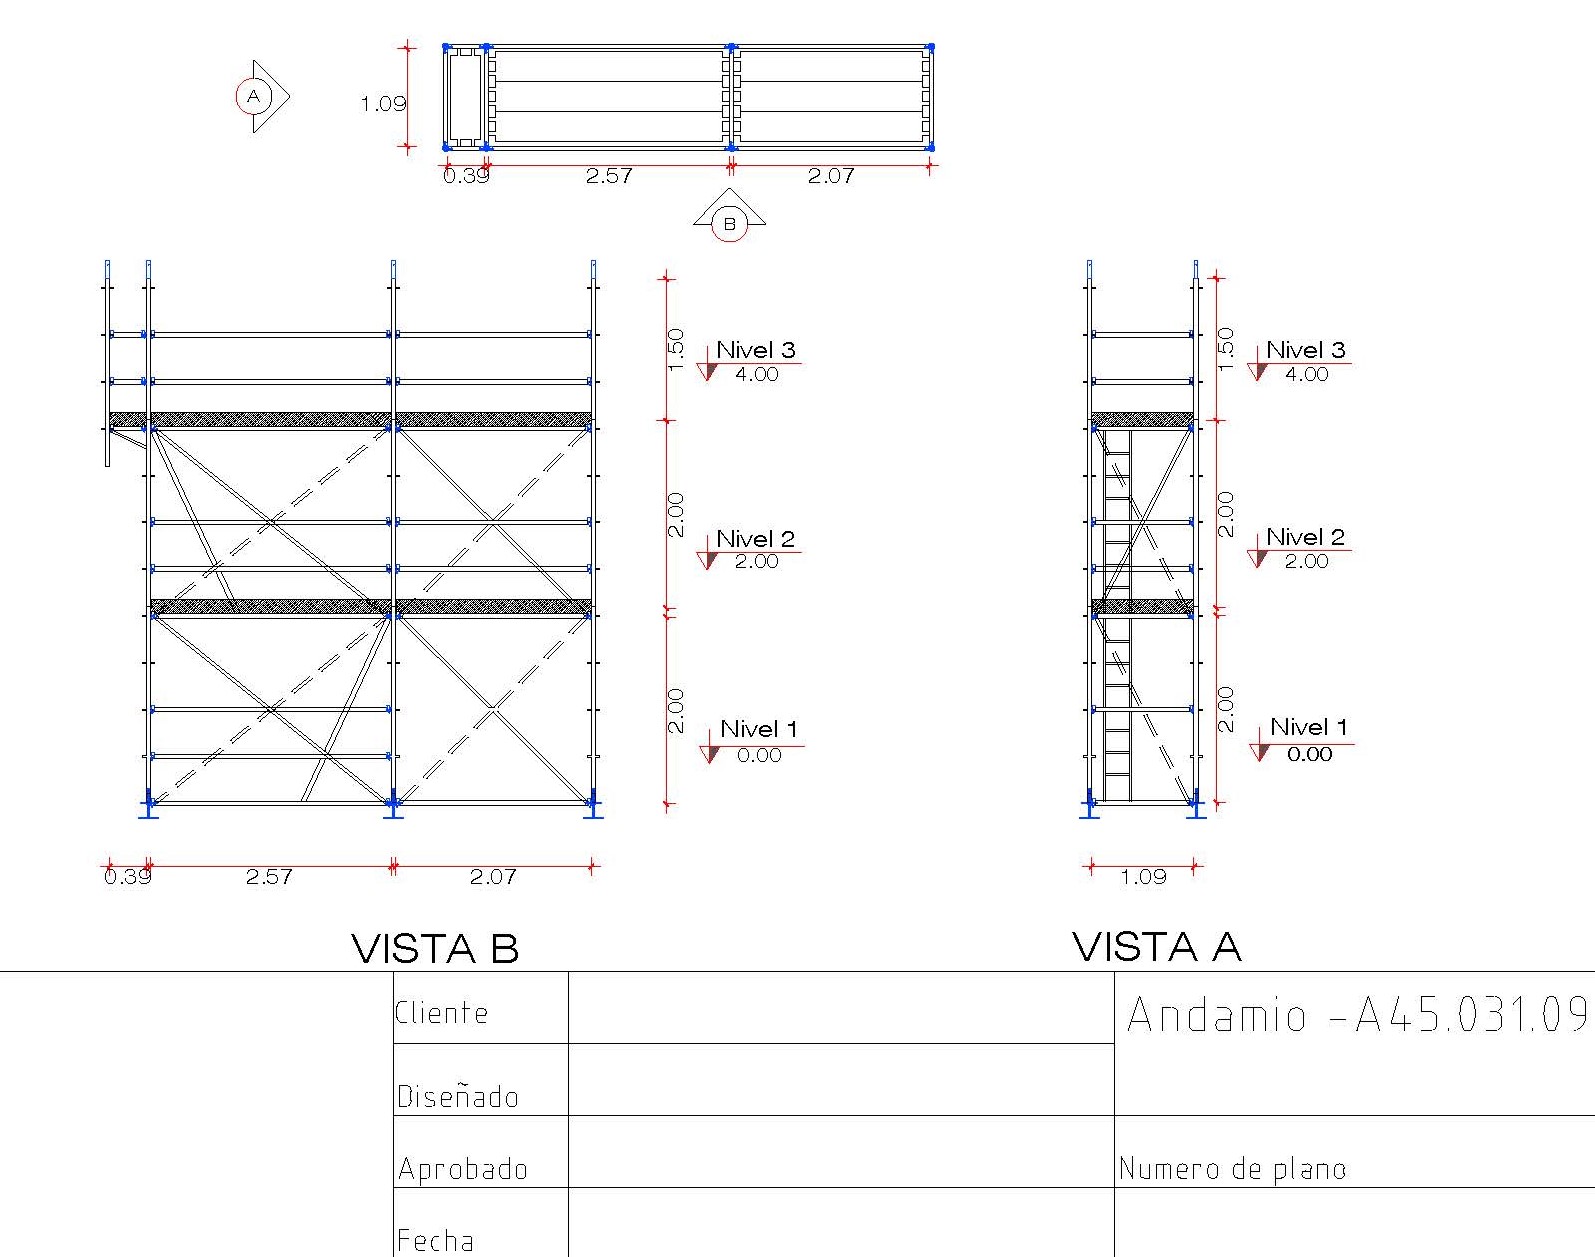 A
1.09
0.39
2.57
2.07
B
1.50
Nivel 3
4.00
2.00
Nivel 2
2.00
2.00
Nivel 1
0.00
0.39
2.57
2.07
VISTA B
1.50
Nivel 3
4.00
2.00
Nivel 2
2.00
2.00
Nivel 1
0.00
1.09
VISTA A
Cliente
Andamio -A45.031.09
Diseñado
Aprobado
Numero de plano
Fecha